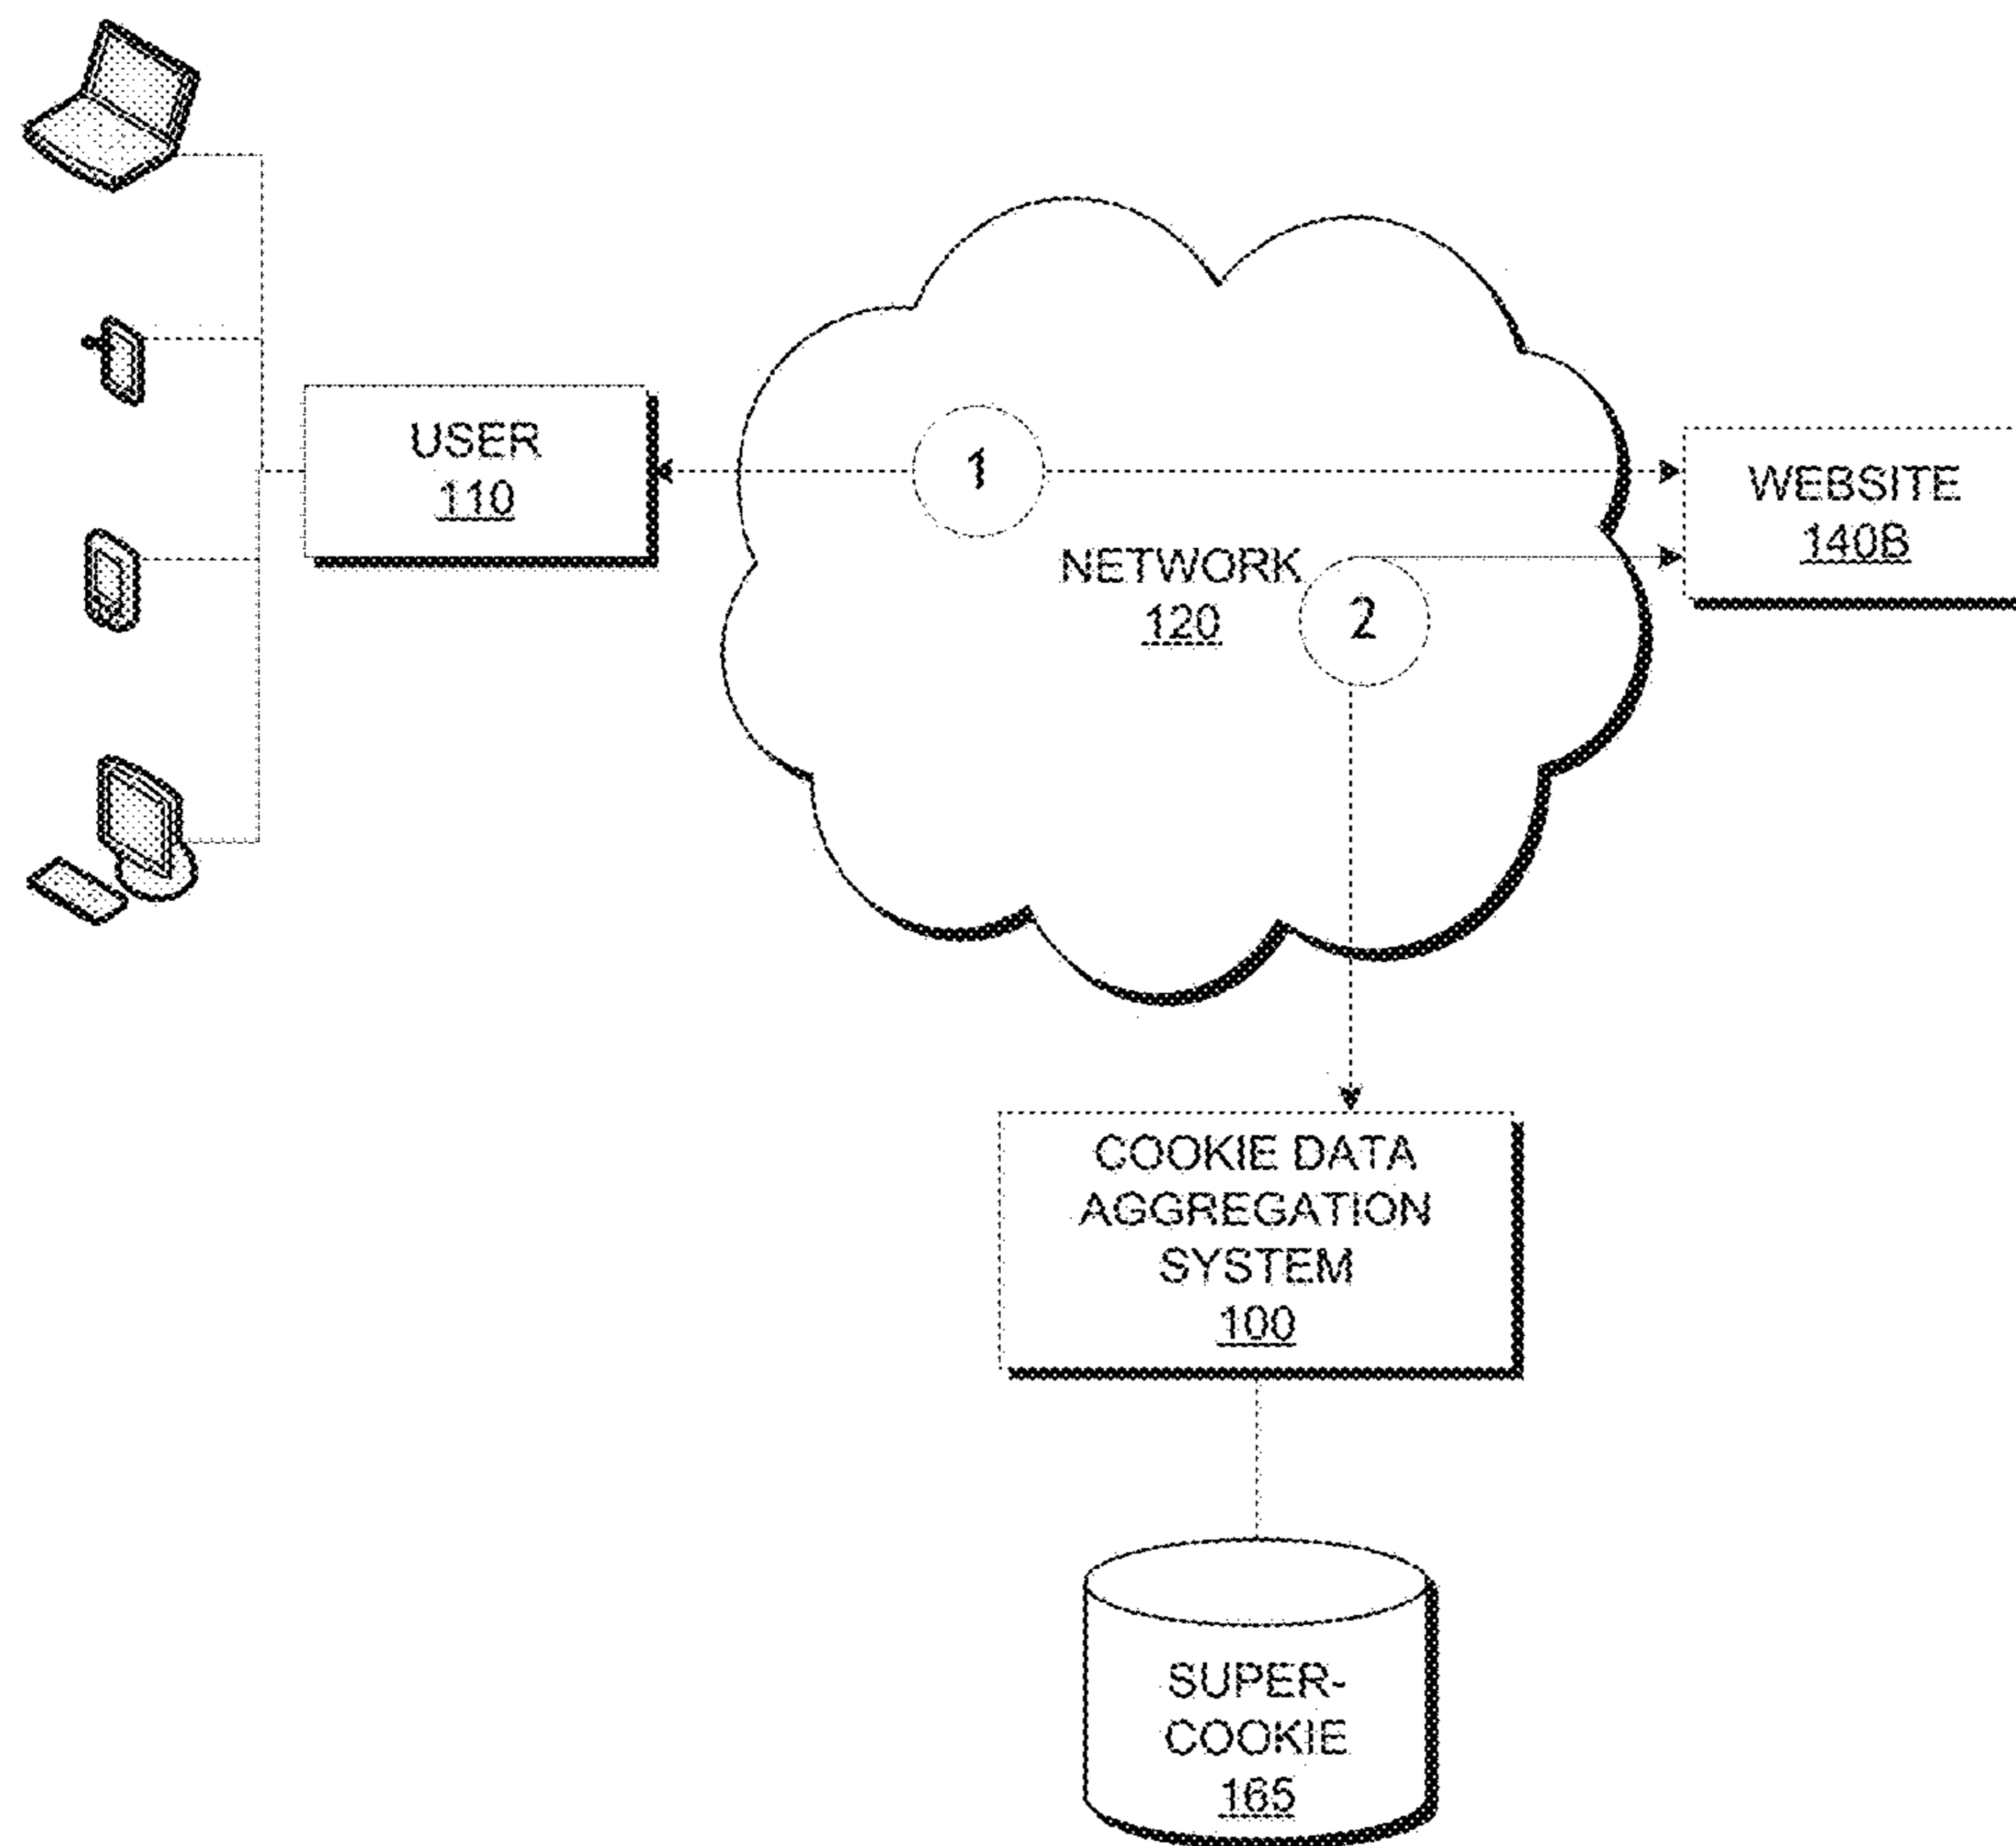 USER
110
1
WEBSITE
140B
NETWORK
120
2
COOKIE DATA
AGGREGATION
SYSTEM
100
SUPER-
COOKIE
165